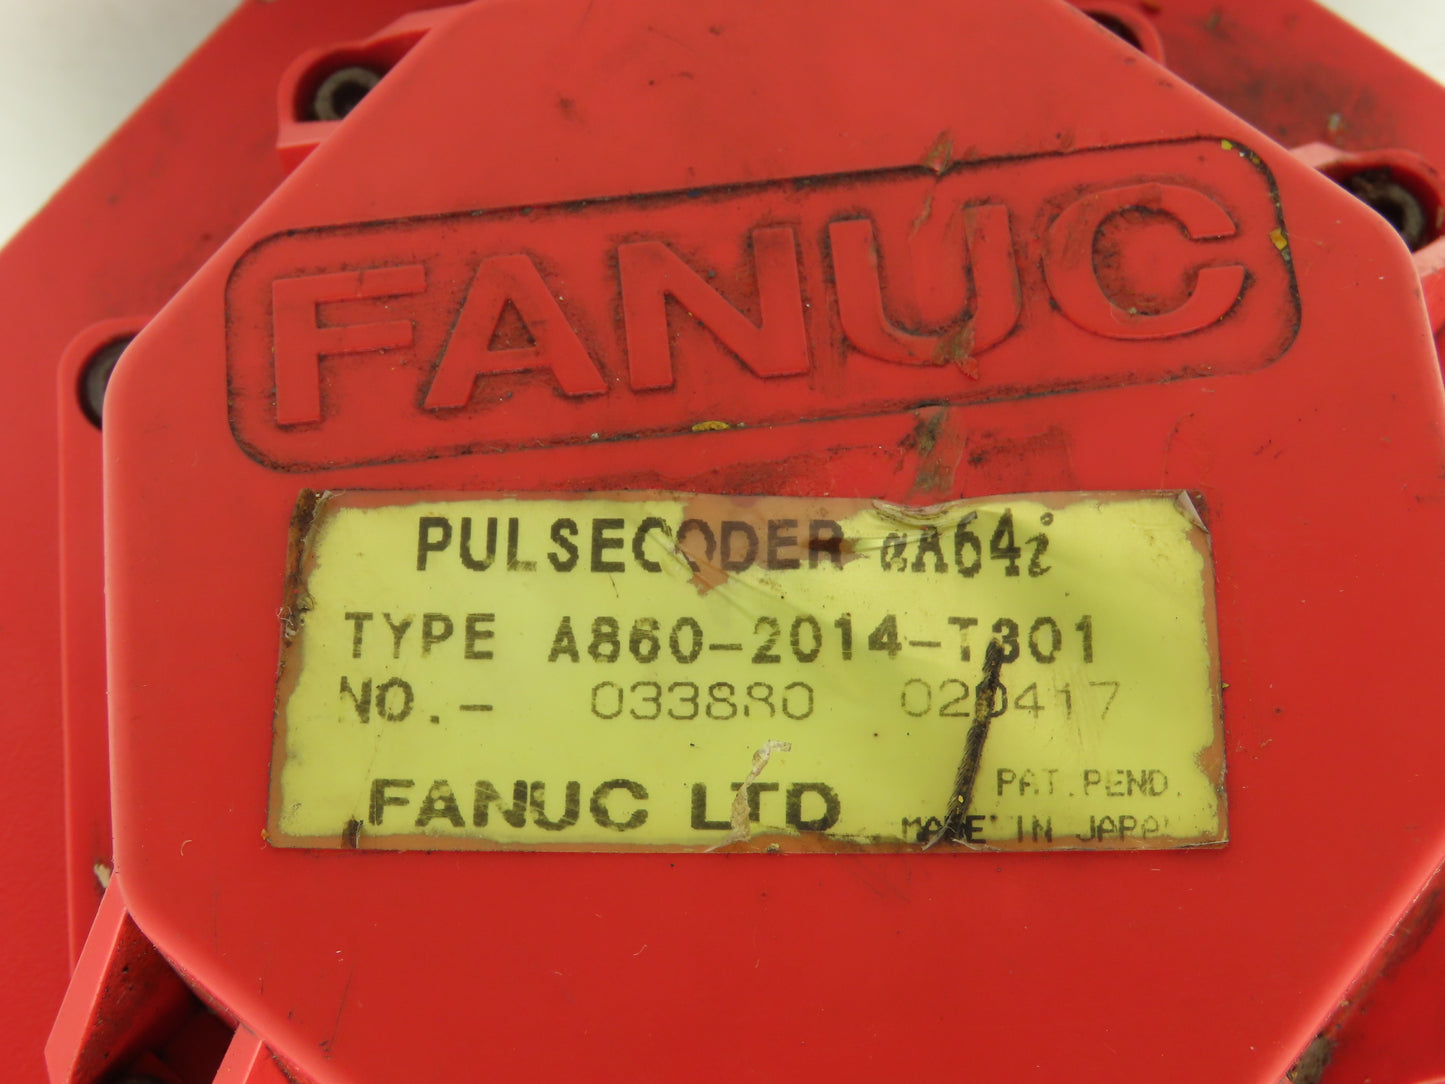 FANUC
PULSECODER αA64i
TYPE A860-2014-T301
NO.- 033880 020417
FANUC LTD
PAT.PEND.
MADE IN JAPAN